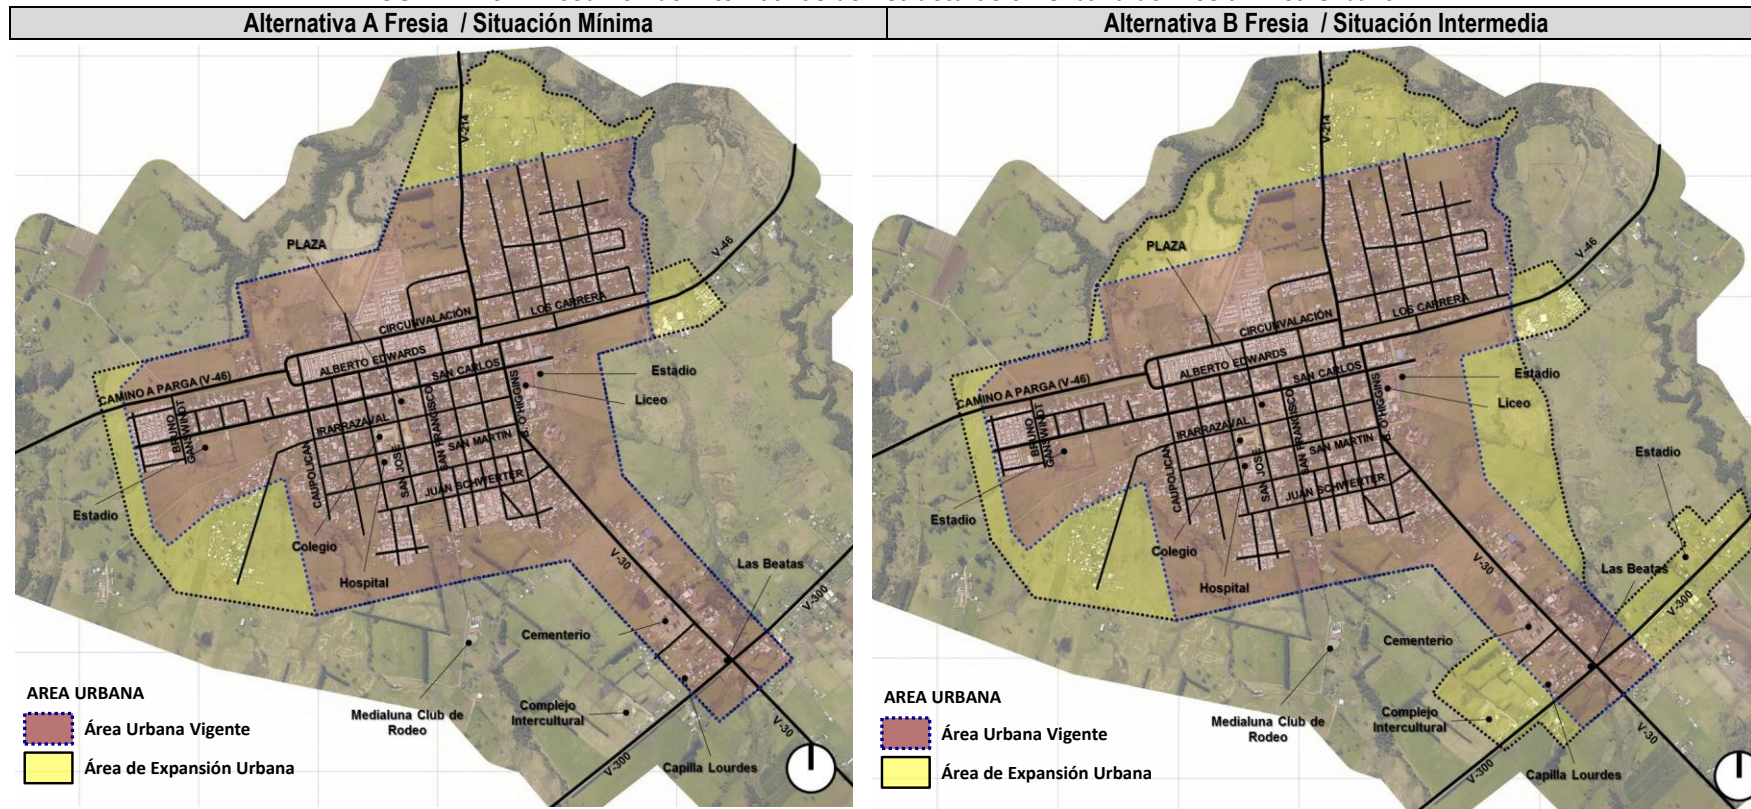 Alternativa A Fresia / Situación Mínima
Alternativa B Fresia / Situación Intermedia
V-214
PLAZA
V-46
LOS CARRERA
CIRCUNVALACIÓN
ALBERTO EDWARDS
SAN CARLOS
CAMINO A PARGA (V-46)
Estadio
Liceo
B. O'HIGGINS
BRUNO
GANSWINDT
IRARRAZAVAL
SAN FRANCISCO
SAN MARTIN
CAUPOLICAN
SAN JOSE
JUAN SCHWERTER
Estadio
Colegio
Hospital
V-30
Las Beatas
V-300
Cementerio
Medialuna Club de
Rodeo
Complejo
Intercultural
V-30
V-300
Capilla Lourdes
AREA URBANA
Área Urbana Vigente
Área de Expansión Urbana
V-214
PLAZA
V-46
LOS CARRERA
CIRCUNVALACIÓN
ALBERTO EDWARDS
SAN CARLOS
CAMINO A PARGA (V-46)
Estadio
Liceo
B. O'HIGGINS
BRUNO
GANSWINDT
IRARRAZAVAL
SAN FRANCISCO
SAN MARTIN
CAUPOLICAN
SAN JOSE
JUAN SCHWERTER
Estadio
Estadio
Colegio
Hospital
V-30
Las Beatas
V-300
Cementerio
Medialuna Club de
Rodeo
Complejo
Intercultural
V-30
V-300
Capilla Lourdes
AREA URBANA
Área Urbana Vigente
Área de Expansión Urbana